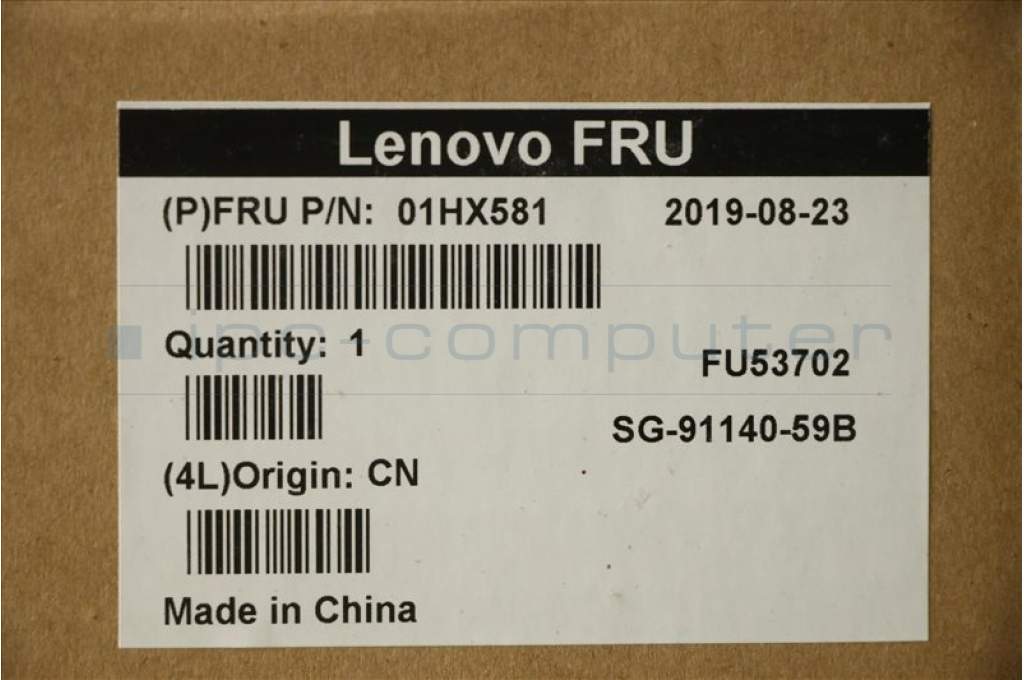 Lenovo FRU
(P)FRU P/N: 01HX581 2019-08-23
ipc-computer
Quantity: 1
FU53702
SG-91140-59B
(4L)Origin: CN
Made in China